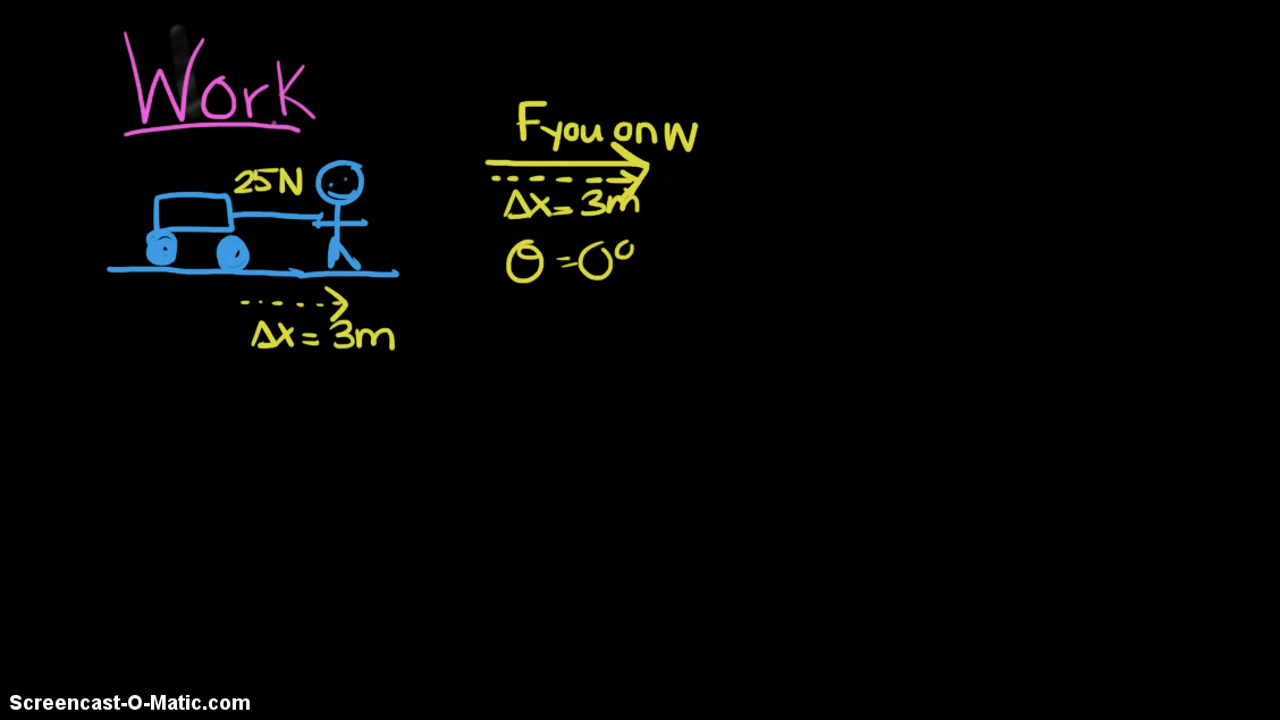 Work
25N
Δx = 3m
Fyou on W
Δx = 3m
θ = 0°
Screencast-O-Matic.com